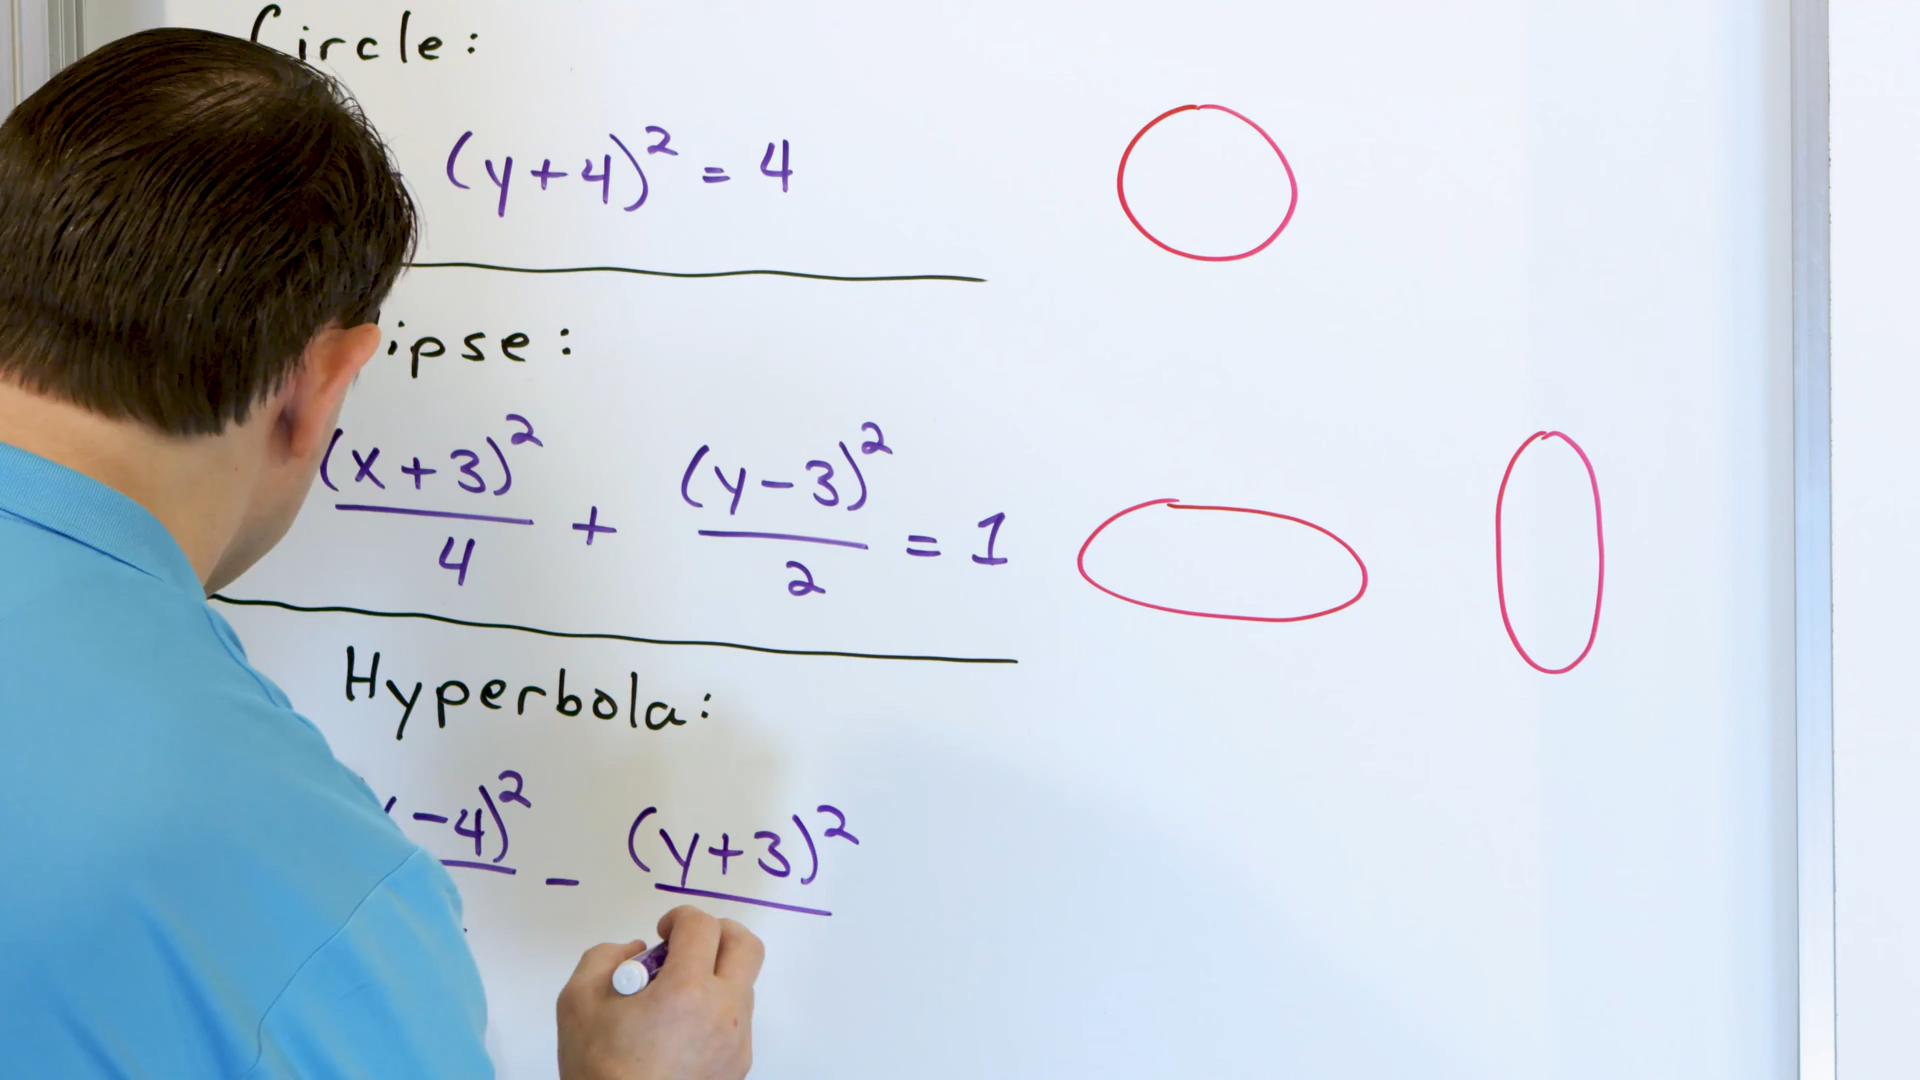 Circle:
(y+4)² = 4
ipse:
(x+3)²/4 + (y-3)²/2 = 1
Hyperbola:
-4)² - (y+3)²